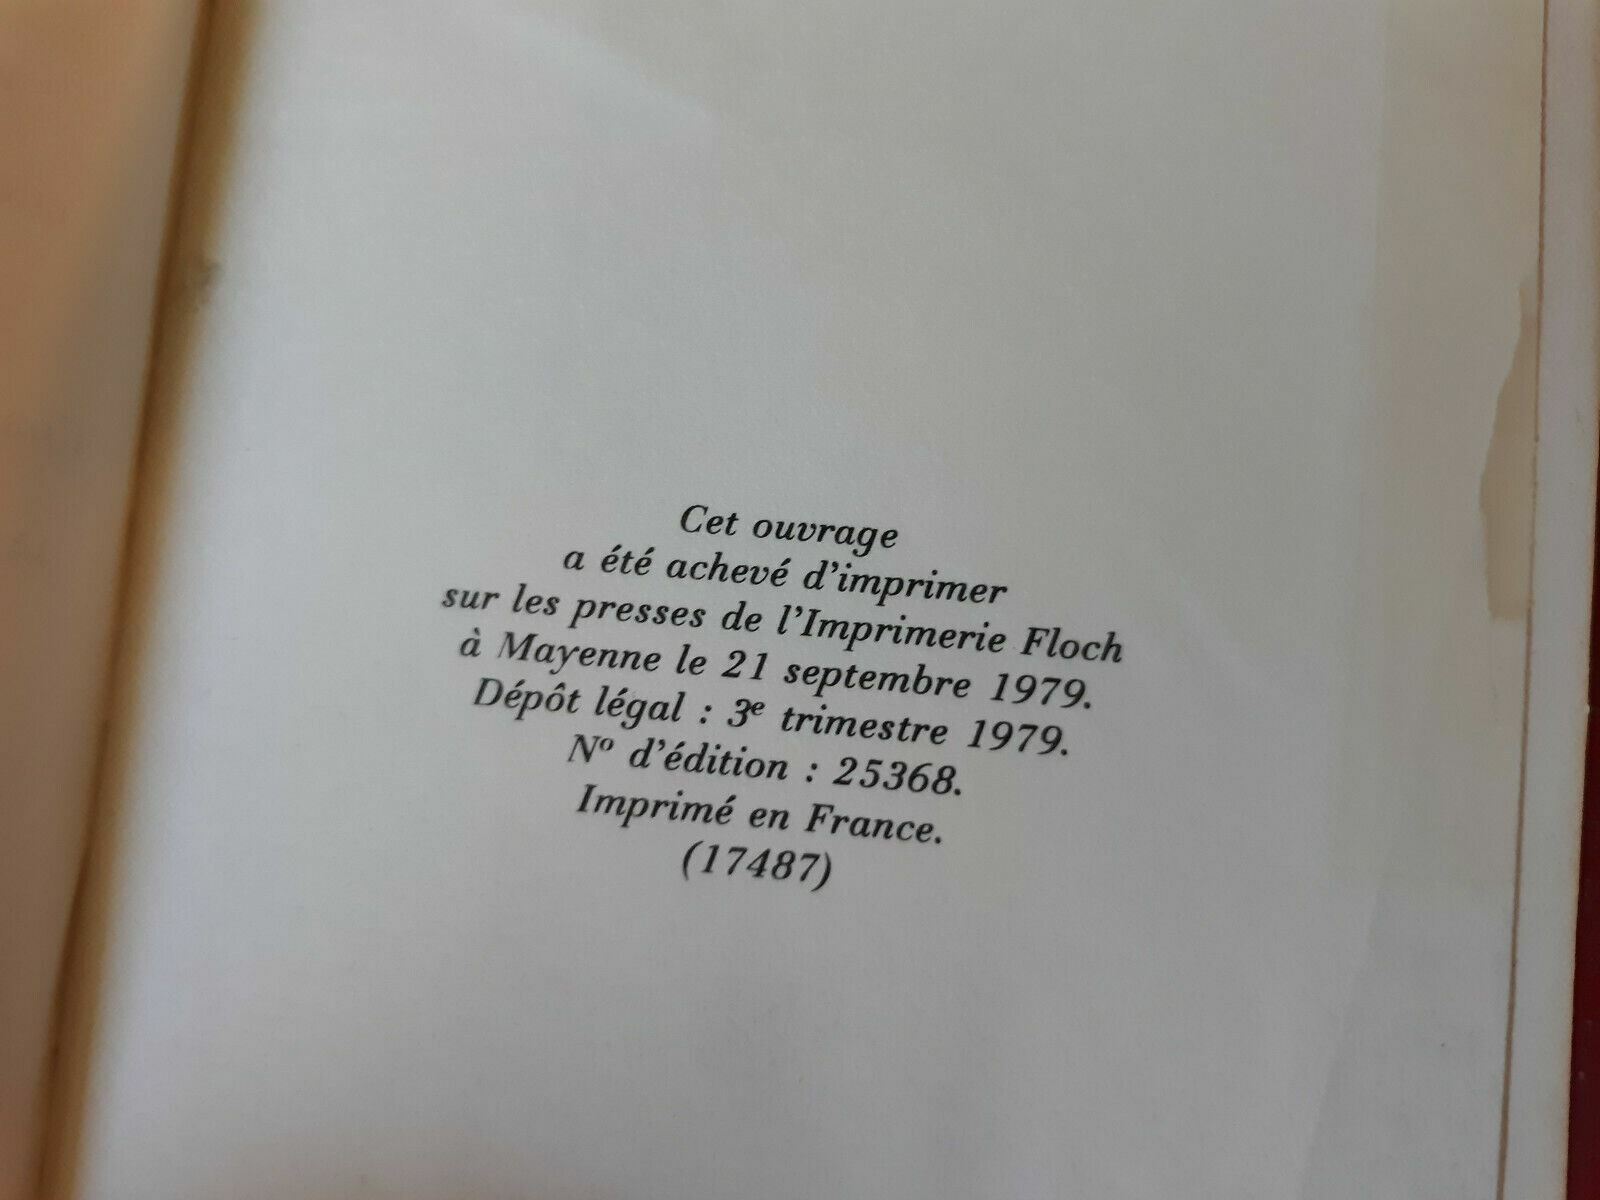 Cet ouvrage
a été achevé d'imprimer
sur les presses de l'Imprimerie Floch
à Mayenne le 21 septembre 1979.
Dépôt légal : 3e trimestre 1979.
No d'édition : 25368.
Imprimé en France.
(17487)